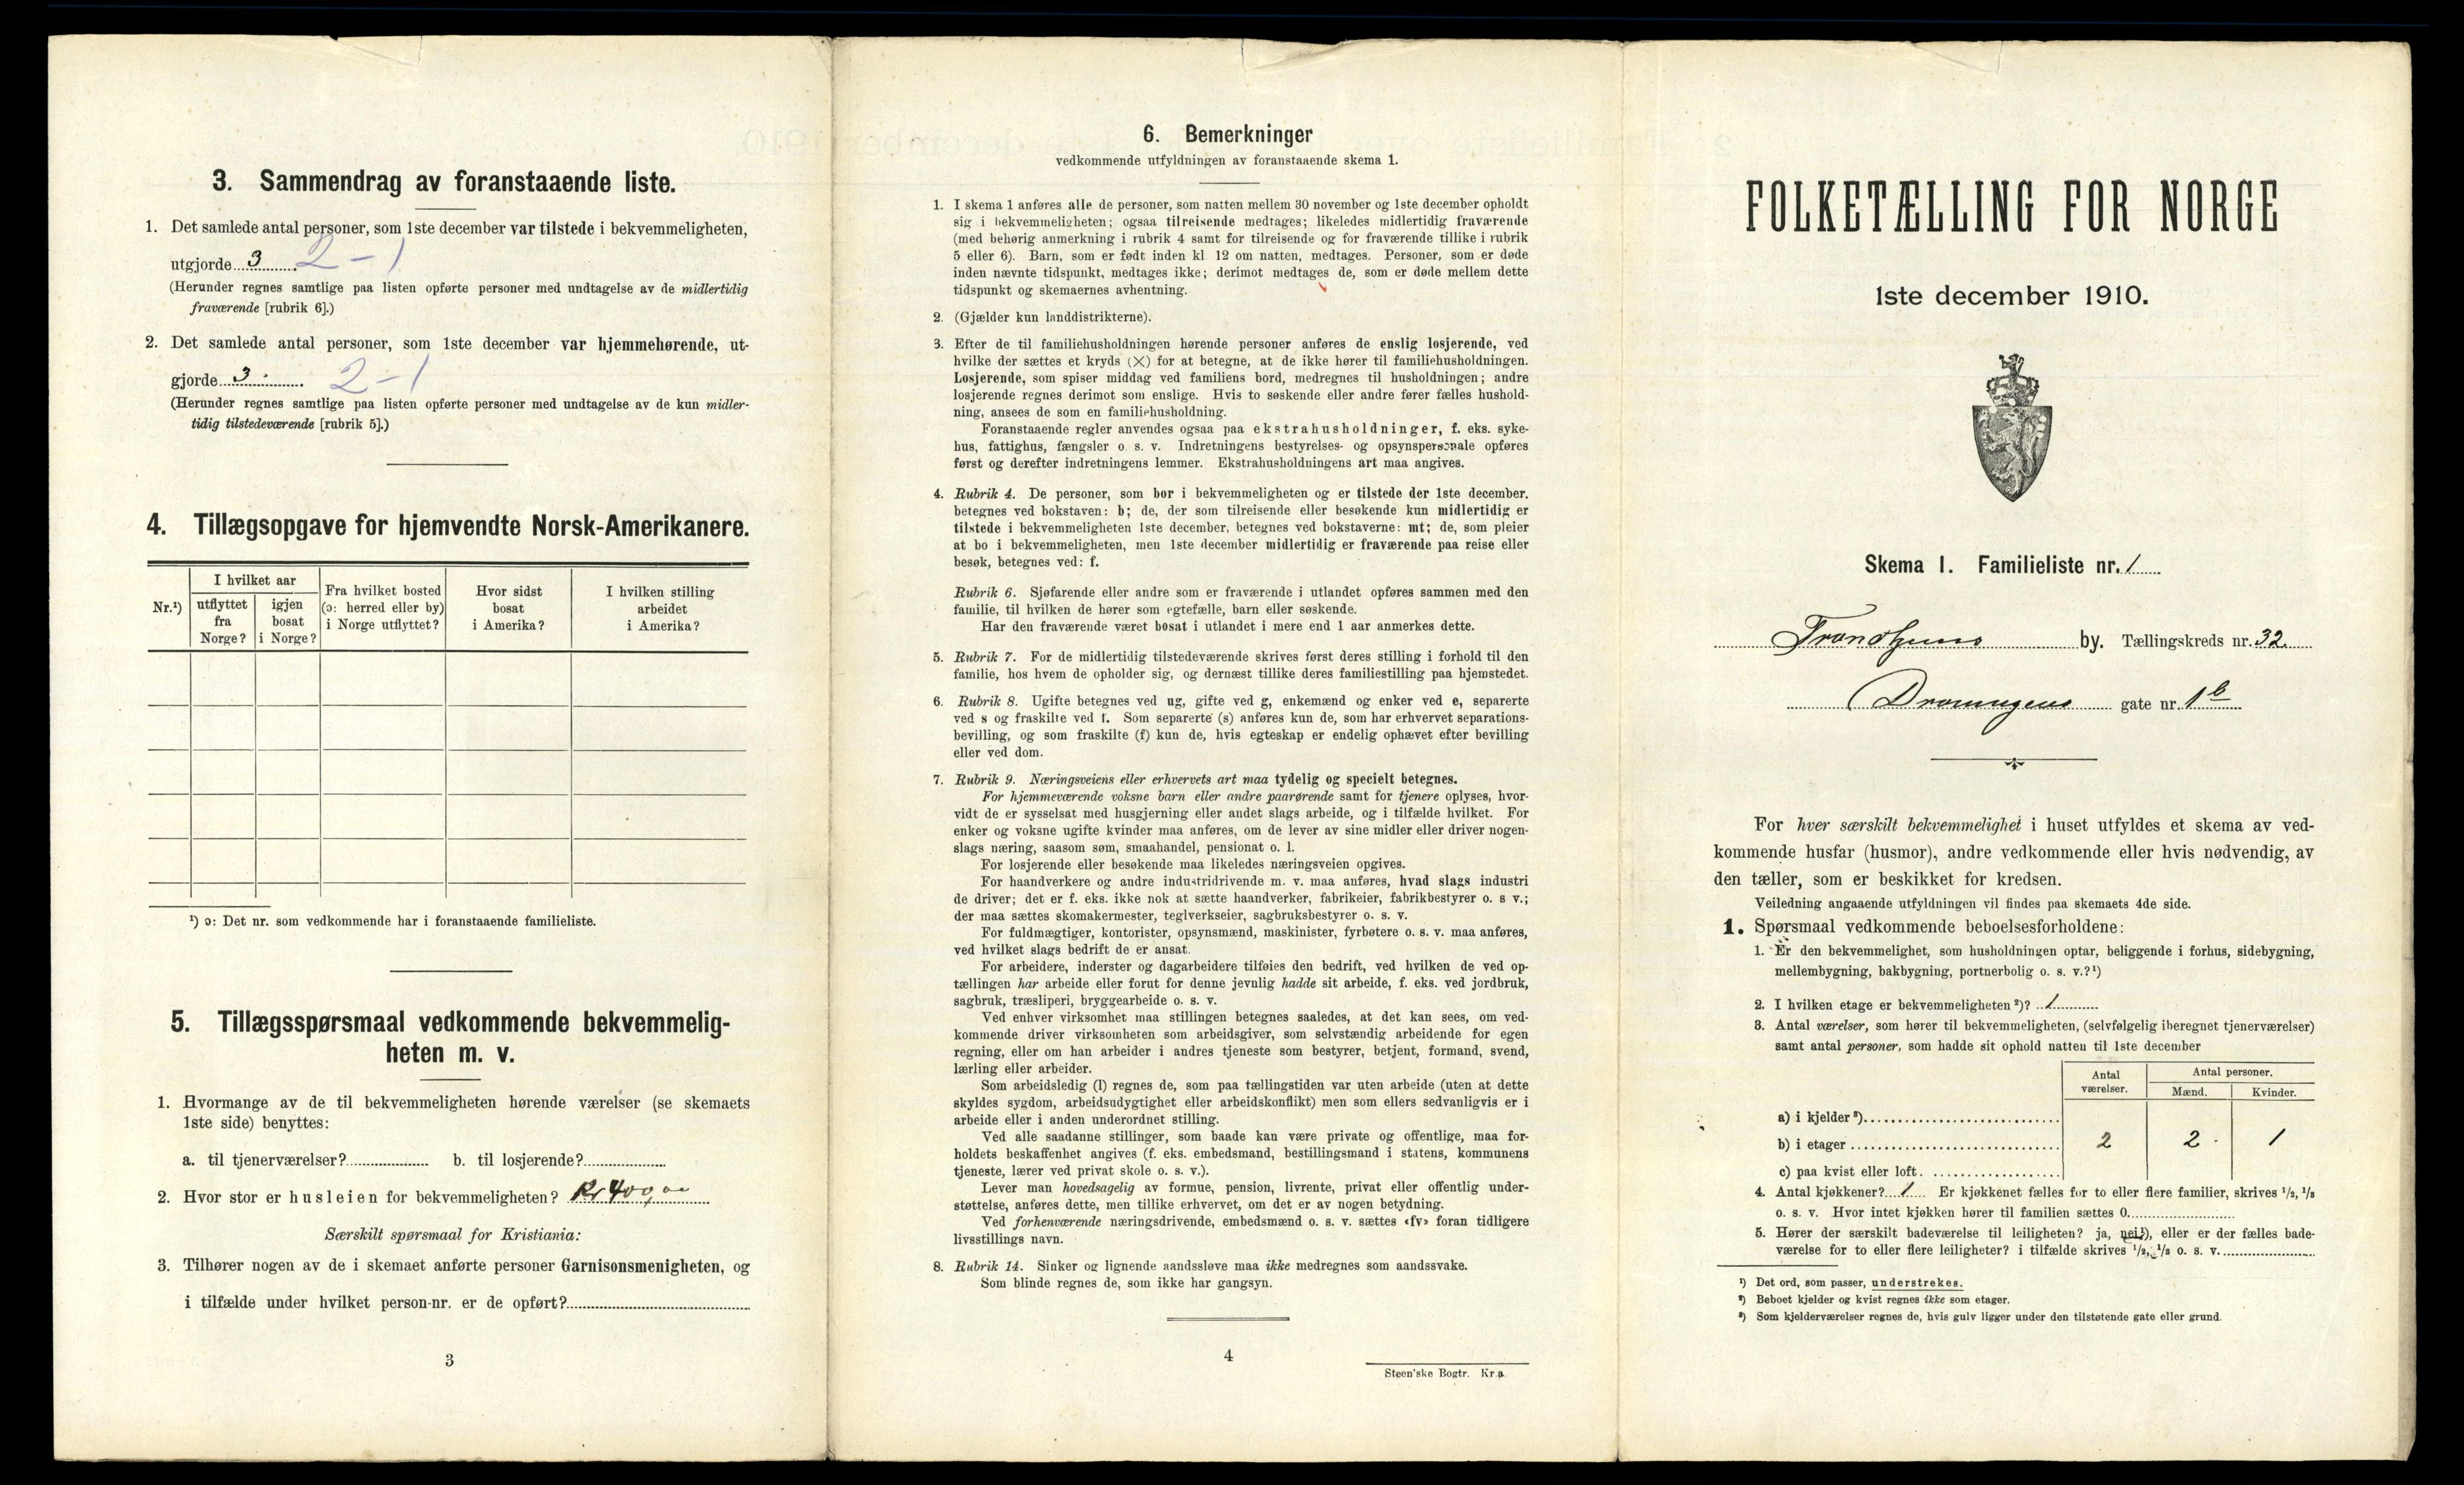 3. Sammendrag av foranstaaende liste.
1. Det samlede antal personer, som 1ste december var tilstede i bekvemmeligheten,
utgjorde 3 2 – 1
(Herunder regnes samtlige paa listen opførte personer med undtagelse av de midlertidig
fraværende [rubrik 6].)
2. Det samlede antal personer, som 1ste december var hjemmehørende, ut-
gjorde 3 2 – 1
(Herunder regnes samtlige paa listen opførte personer med undtagelse av de kun midler-
tidig tilstedeværende [rubrik 5].)
4. Tillægsopgave for hjemvendte Norsk-Amerikanere.
Nr.¹)
I hvilket aar
utflyttet fra Norge?
igjen bosat i Norge?
Fra hvilket bosted (ɔ: herred eller by) i Norge utflyttet?
Hvor sidst bosat i Amerika?
I hvilken stilling arbeidet i Amerika?
¹) ɔ: Det nr. som vedkommende har i foranstaaende familieliste.
5. Tillægsspørsmaal vedkommende bekvemmelig-
heten m. v.
1. Hvormange av de til bekvemmeligheten hørende værelser (se skemaets
1ste side) benyttes:
a. til tjenerværelser? b. til losjerende?
2. Hvor stor er husleien for bekvemmeligheten? Kr 400,00
Særskilt spørsmaal for Kristiania:
3. Tilhører nogen av de i skemaet anførte personer Garnisonsmenigheten, og
i tilfælde under hvilket person-nr. er de opført?
3
6. Bemerkninger
vedkommende utfyldningen av foranstaaende skema 1.
1. I skema 1 anføres alle de personer, som natten mellem 30 november og 1ste december opholdt
sig i bekvemmeligheten; ogsaa tilreisende medtages; likeledes midlertidig fraværende
(med behørig anmerkning i rubrik 4 samt for tilreisende og for fraværende tillike i rubrik
5 eller 6). Barn, som er født inden kl. 12 om natten, medtages. Personer, som er døde
inden nævnte tidspunkt, medtages ikke; derimot medtages de, som er døde mellem dette
tidspunkt og skemaernes avhentning.
2. (Gjælder kun landdistrikterne).
3. Efter de til familiehusholdningen hørende personer anføres de enslig losjerende, ved
hvilke der sættes et kryds (×) for at betegne, at de ikke hører til familiehusholdningen.
Losjerende, som spiser middag ved familiens bord, medregnes til husholdningen; andre
losjerende regnes derimot som enslige. Hvis to søskende eller andre fører fælles hushold-
ning, ansees de som en familiehusholdning.
Foranstaaende regler anvendes ogsaa paa ekstrahusholdninger, f. eks. syke-
hus, fattighus, fængsler o. s. v. Indretningens bestyrelses- og opsynspersonale opføres
først og derefter indretningens lemmer. Ekstrahusholdningens art maa angives.
4. Rubrik 4. De personer, som bor i bekvemmeligheten og er tilstede der 1ste december,
betegnes ved bokstaven: b; de, der som tilreisende eller besøkende kun midlertidig er
tilstede i bekvemmeligheten 1ste december, betegnes ved bokstaverne: mt; de, som pleier
at bo i bekvemmeligheten, men 1ste december midlertidig er fraværende paa reise eller
besøk, betegnes ved: f.
Rubrik 6. Sjøfarende eller andre som er fraværende i utlandet opføres sammen med den
familie, til hvilken de hører som egtefælle, barn eller søskende.
Har den fraværende været bosat i utlandet i mere end 1 aar anmerkes dette.
5. Rubrik 7. For de midlertidig tilstedeværende skrives først deres stilling i forhold til den
familie, hos hvem de opholder sig, og dernæst tillike deres familiestilling paa hjemstedet.
6. Rubrik 8. Ugifte betegnes ved ug, gifte ved g, enkemænd og enker ved e, separerte
ved s og fraskilte ved f. Som separerte (s) anføres kun de, som har erhvervet separations-
bevilling, og som fraskilte (f) kun de, hvis egteskap er endelig ophævet efter bevilling
eller ved dom.
7. Rubrik 9. Næringsveiens eller erhvervets art maa tydelig og specielt betegnes.
For hjemmeværende voksne barn eller andre paarørende samt for tjenere oplyses, hvor-
vidt de er sysselsat med husgjerning eller andet slags arbeide, og i tilfælde hvilket. For
enker og voksne ugifte kvinder maa anføres, om de lever av sine midler eller driver nogen-
slags næring, saasom søm, smaahandel, pensionat o. l.
For losjerende eller besøkende maa likeledes næringsveien opgives.
For haandverkere og andre industridrivende m. v. maa anføres, hvad slags industri
de driver; det er f. eks. ikke nok at sætte haandverker, fabrikeier, fabrikbestyrer o. s v.;
der maa sættes skomakermester, teglverkseier, sagbruksbestyrer o. s. v.
For fuldmægtiger, kontorister, opsynsmænd, maskinister, fyrbøtere o. s. v. maa anføres,
ved hvilket slags bedrift de er ansat.
For arbeidere, inderster og dagarbeidere tilføies den bedrift, ved hvilken de ved op-
tællingen har arbeide eller forut for denne jevnlig hadde sit arbeide, f. eks. ved jordbruk,
sagbruk, træsliperi, bryggearbeide o. s. v.
Ved enhver virksomhet maa stillingen betegnes saaledes, at det kan sees, om ved-
kommende driver virksomheten som arbeidsgiver, som selvstændig arbeidende for egen
regning, eller om han arbeider i andres tjeneste som bestyrer, betjent, formand, svend,
lærling eller arbeider.
Som arbeidsledig (l) regnes de, som paa tællingstiden var uten arbeide (uten at dette
skyldes sygdom, arbeidsudygtighet eller arbeidskonflikt) men som ellers sedvanligvis er i
arbeide eller i anden underordnet stilling.
Ved alle saadanne stillinger, som baade kan være private og offentlige, maa for-
holdets beskaffenhet angives (f. eks. embedsmand, bestillingsmand i statens, kommunens
tjeneste, lærer ved privat skole o. s. v.).
Lever man hovedsagelig av formue, pension, livrente, privat eller offentlig under-
støttelse, anføres dette, men tillike erhvervet, om det er av nogen betydning.
Ved forhenværende næringsdrivende, embedsmænd o. s. v. sættes «fv» foran tidligere
livsstillings navn.
8. Rubrik 14. Sinker og lignende aandssløve maa ikke medregnes som aandssvake.
Som blinde regnes de, som ikke har gangsyn.
4
Steen'ske Bogtr. Kr.a
FOLKETÆLLING FOR NORGE
1ste december 1910.
Skema 1. Familieliste nr. 1
Trondhjems by. Tællingskreds nr. 32.
Dronningens gate nr. 1b
For hver særskilt bekvemmelighet i huset utfyldes et skema av ved-
kommende husfar (husmor), andre vedkommende eller hvis nødvendig, av
den tæller, som er beskikket for kredsen.
Veiledning angaaende utfyldningen vil findes paa skemaets 4de side.
1. Spørsmaal vedkommende beboelsesforholdene:
1. Er den bekvemmelighet, som husholdningen optar, beliggende i forhus, sidebygning,
mellembygning, bakbygning, portnerbolig o. s. v.?¹)
2. I hvilken etage er bekvemmeligheten²)? 1
3. Antal værelser, som hører til bekvemmeligheten, (selvfølgelig iberegnet tjenerværelser)
samt antal personer, som hadde sit ophold natten til 1ste december
Antal værelser.
Antal personer.
Mænd. Kvinder.
a) i kjelder³)
b) i etager 2 2 1
c) paa kvist eller loft
4. Antal kjøkkener? 1 Er kjøkkenet fælles for to eller flere familier, skrives 1/2, 1/3
o. s. v. Hvor intet kjøkken hører til familien sættes 0.
5. Hører der særskilt badeværelse til leiligheten? ja, nei¹), eller er der fælles bade-
værelse for to eller flere leiligheter? i tilfælde skrives 1/2, 1/3 o. s. v.
¹) Det ord, som passer, understrekes.
²) Beboet kjelder og kvist regnes ikke som etager.
³) Som kjelderværelser regnes de, hvis gulv ligger under den tilstøtende gate eller grund.